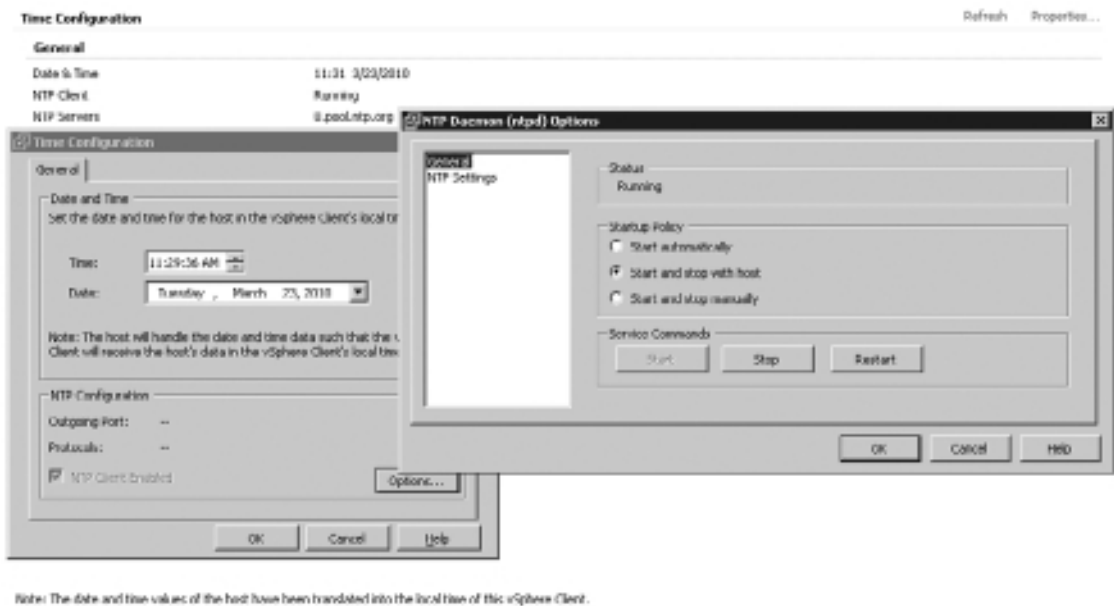 Time Configuration
Refresh Properties...
General
Date & Time 11:31 3/23/2010
NTP Client Running
NTP Servers 0.pool.ntp.org
Time Configuration
General
Date and Time
Set the date and time for the host in the vSphere Client's local
Time: 11:29:36 AM
Date: Tuesday , March 23, 2010
Note: The host will handle the date and time data such that the
Client will receive the host's data in the vSphere Client's local
NTP Configuration
Outgoing Port: --
Protocols: --
NTP Client Enabled
Options...
OK Cancel Help
NTP Daemon (ntpd) Options
General
NTP Settings
Status
Running
Startup Policy
Start automatically
Start and stop with host
Start and stop manually
Service Commands
Start Stop Restart
OK Cancel Help
Note: The date and time values of the host have been translated into the local time of this vSphere Client.